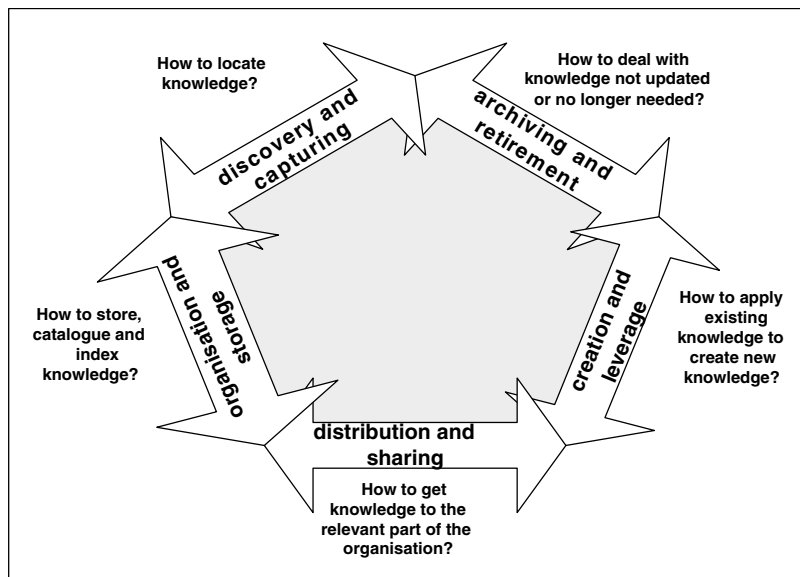 How to locate
knowledge?
discovery and
capturing
How to deal with
knowledge not updated
or no longer needed?
archiving and
retirement
How to store,
catalogue and
index
knowledge?
organisation and
storage
creation and
leverage
How to apply
existing
knowledge to
create new
knowledge?
distribution and
sharing
How to get
knowledge to the
relevant part of the
organisation?